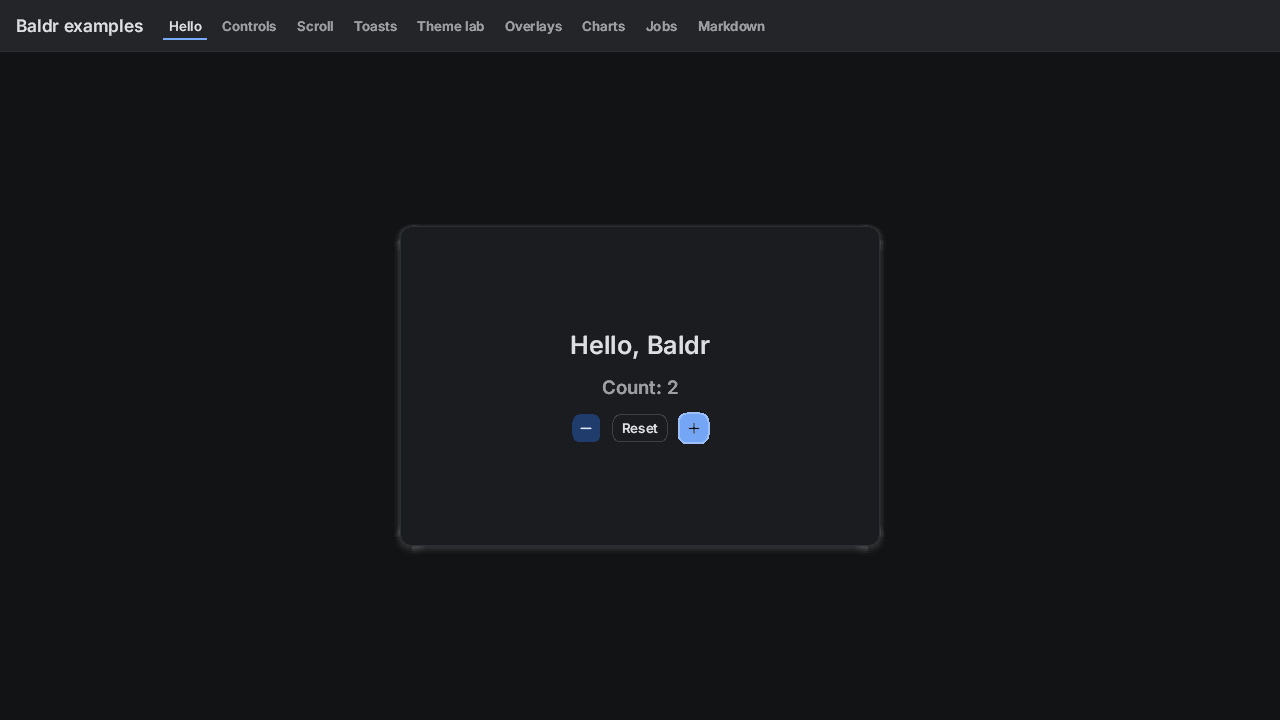 Baldr examples Hello Controls Scroll Toasts Theme lab Overlays Charts Jobs Markdown
Hello, Baldr
Count: 2
− Reset +